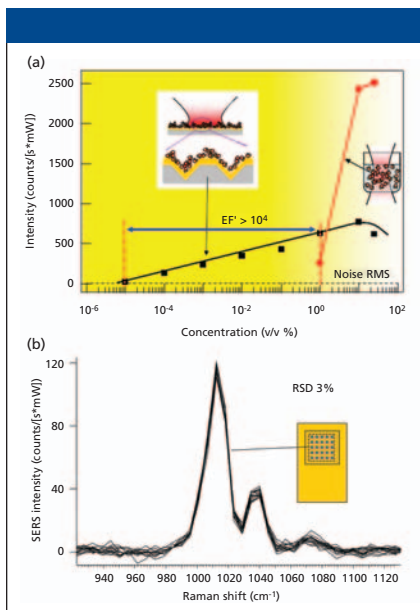 (a)
Intensity (counts/[s*mW])
2500
2000
1500
1000
500
0
EF' > 10⁴
Noise RMS
10⁻⁶ 10⁻⁴ 10⁻² 10⁰ 10²
Concentration (v/v %)
(b)
SERS intensity (counts/[s*mW])
120
80
40
0
RSD 3%
940 960 980 1000 1020 1040 1060 1080 1100 1120
Raman shift (cm⁻¹)